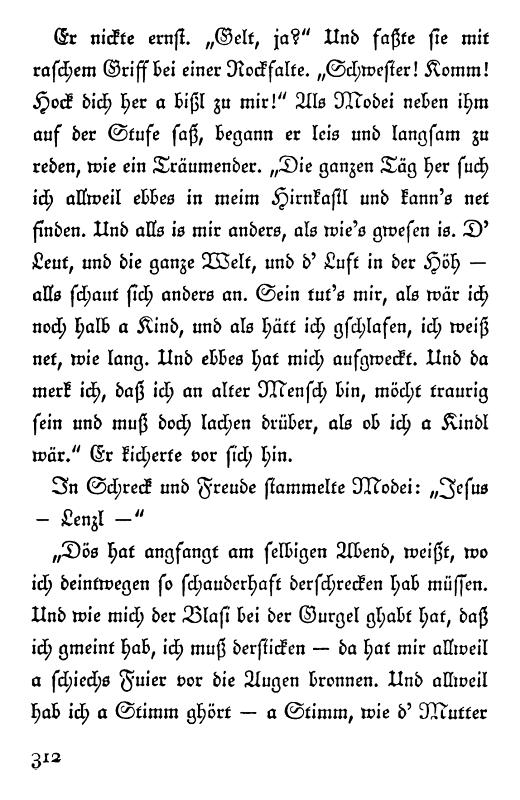 Er nickte ernst. „Gelt, ja?“ Und faßte sie mit
raschem Griff bei einer Rockfalte. „Schwester! Komm!
Hock dich her a bißl zu mir!“ Als Modei neben ihm
auf der Stufe saß, begann er leis und langsam zu
reden, wie ein Träumender. „Die ganzen Täg her such
ich allweil ebbes in meim Hirnkastl und kann's net
finden. Und alls is mir anders, als wie's gwesen is. D'
Leut, und die ganze Welt, und d' Luft in der Höh —
alls schaut sich anders an. Sein tut's mir, als wär ich
noch halb a Kind, und als hätt ich gschlafen, ich weiß
net, wie lang. Und ebbes hat mich aufgweckt. Und da
merk ich, daß ich an alter Mensch bin, möcht traurig
sein und muß doch lachen drüber, als ob ich a Kindl
wär.“ Er kicherte vor sich hin.
In Schreck und Freude stammelte Modei: „Jesus
— Lenzl —“
„Dös hat angfangt am selbigen Abend, weißt, wo
ich deintwegen so schauderhaft derschrecken hab müssen.
Und wie mich der Blasi bei der Gurgel ghabt hat, daß
ich gmeint hab, ich muß dersticken — da hat mir allweil
a schiechs Fuier vor die Augen bronnen. Und allweil
hab ich a Stimm ghört — a Stimm, wie d' Mutter
312